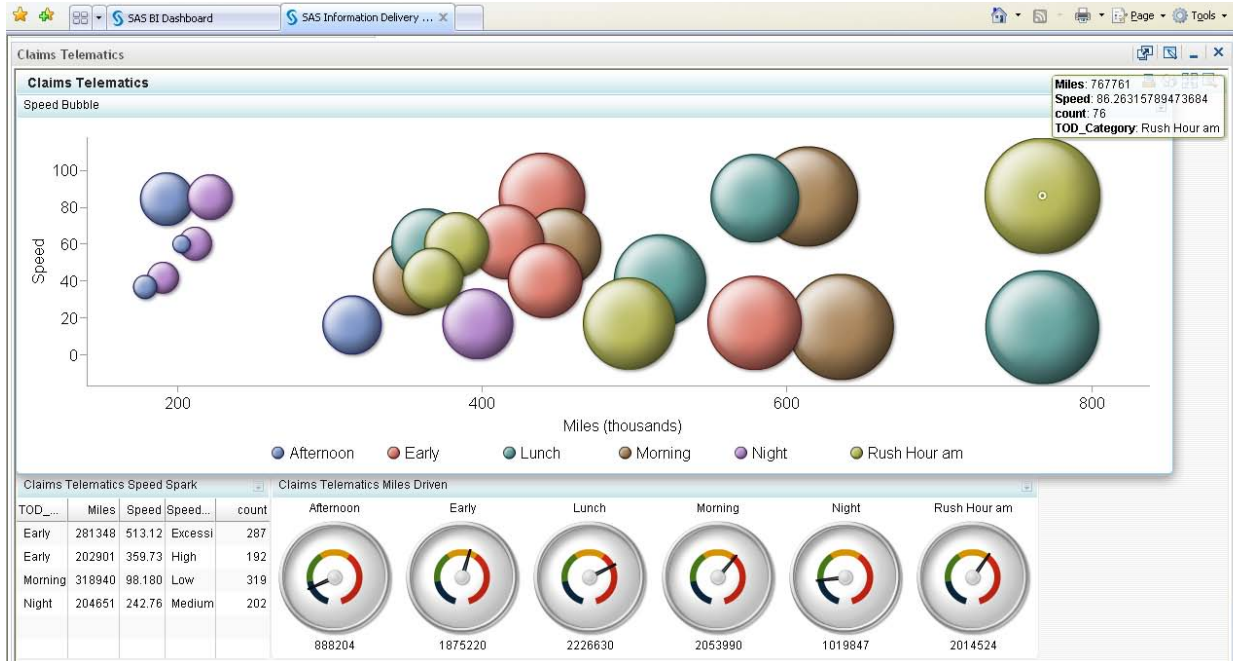 SAS BI Dashboard
SAS Information Delivery ...
Page
Tools
Claims Telematics
Claims Telematics
Speed Bubble
Miles: 767761
Speed: 86.26315789473684
count: 76
TOD_Category: Rush Hour am
100
80
60
40
20
0
Speed
200 400 600 800
Miles (thousands)
Afternoon Early Lunch Morning Night Rush Hour am
Claims Telematics Speed Spark
TOD_... Miles Speed Speed... count
Early 281348 513.12 Excessi 287
Early 202901 359.73 High 192
Morning 318940 98.180 Low 319
Night 204651 242.76 Medium 202
Claims Telematics Miles Driven
Afternoon Early Lunch Morning Night Rush Hour am
888204 1875220 2226630 2053990 1019847 2014524